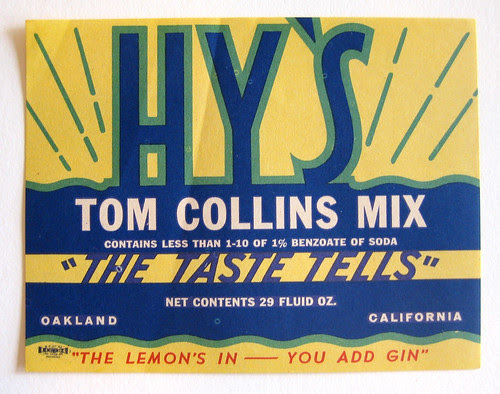 HY'S
TOM COLLINS MIX
CONTAINS LESS THAN 1-10 OF 1% BENZOATE OF SODA
"THE TASTE TELLS"
NET CONTENTS 29 FLUID OZ.
OAKLAND CALIFORNIA
"THE LEMON'S IN — YOU ADD GIN"